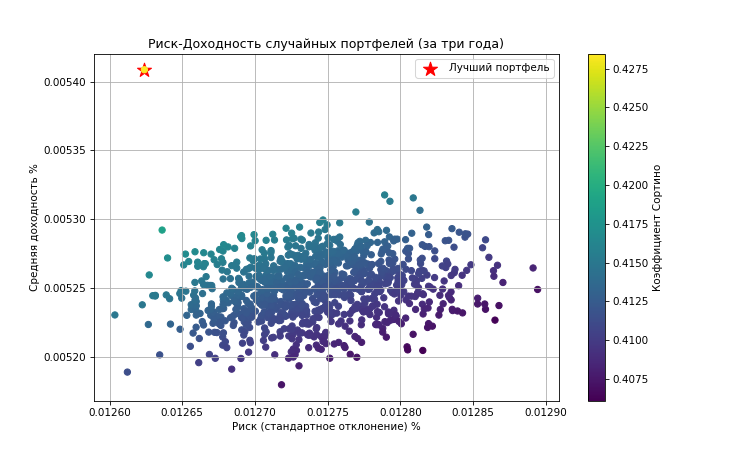 Риск-Доходность случайных портфелей (за три года)
Лучший портфель
Средняя доходность %
0.00540
0.00535
0.00530
0.00525
0.00520
0.01260 0.01265 0.01270 0.01275 0.01280 0.01285 0.01290
Риск (стандартное отклонение) %
0.4275
0.4250
0.4225
0.4200
0.4175
0.4150
0.4125
0.4100
0.4075
Коэффициент Сортино